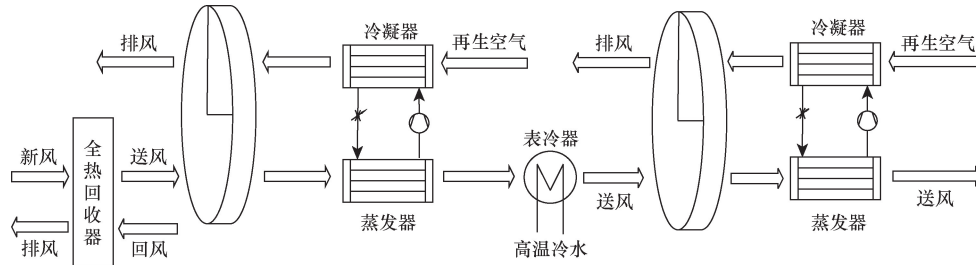 冷凝器
冷凝器
排风
再生空气
排风
再生空气
新风
全热回收器
送风
表冷器
排风
回风
蒸发器
高温冷水
送风
蒸发器
送风